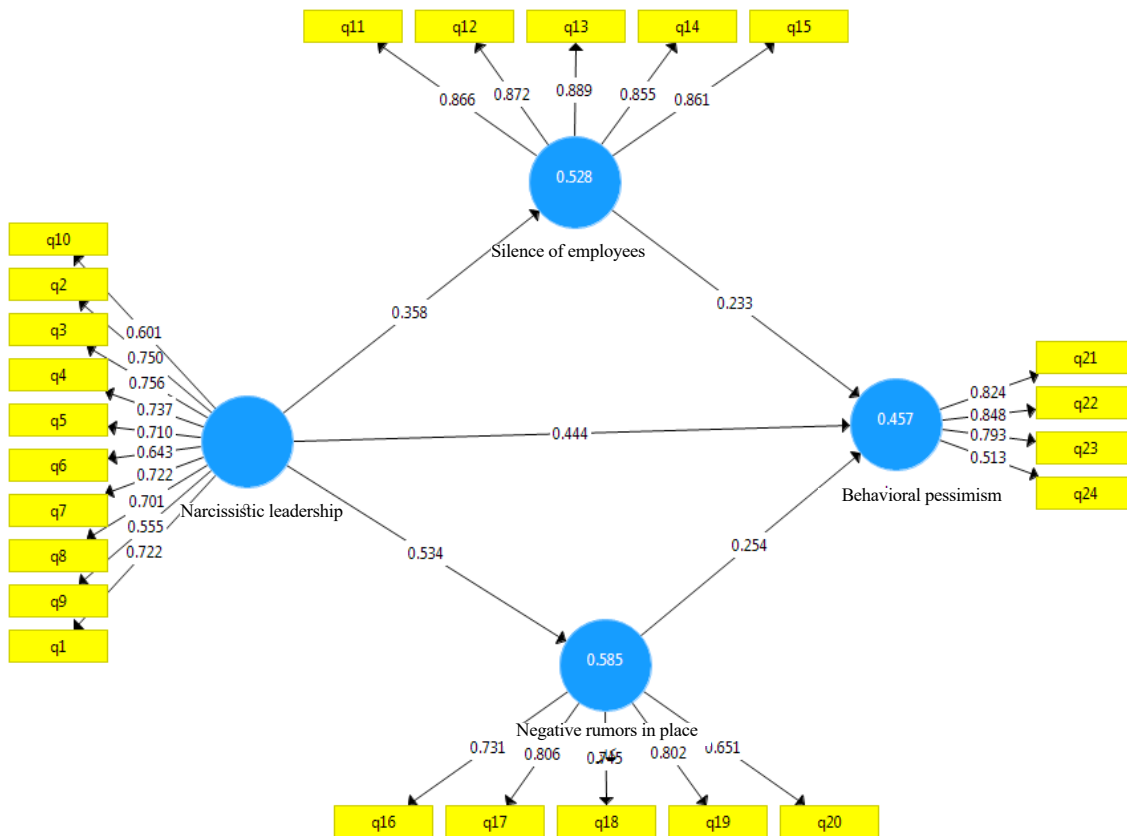 q11 q12 q13 q14 q15
0.866 0.872 0.889 0.855 0.861
0.528
Silence of employees
q10
q2
q3
q4
q5
q6
q7
q8
q9
q1
0.601
0.750
0.756
0.737
0.710
0.643
0.722
0.701
0.555
0.722
Narcissistic leadership
0.358
0.233
0.444
0.534
0.254
0.457
Behavioral pessimism
0.824
0.848
0.793
0.513
q21
q22
q23
q24
0.585
Negative rumors in place
0.731 0.806 0.802 0.651
q16 q17 q18 q19 q20